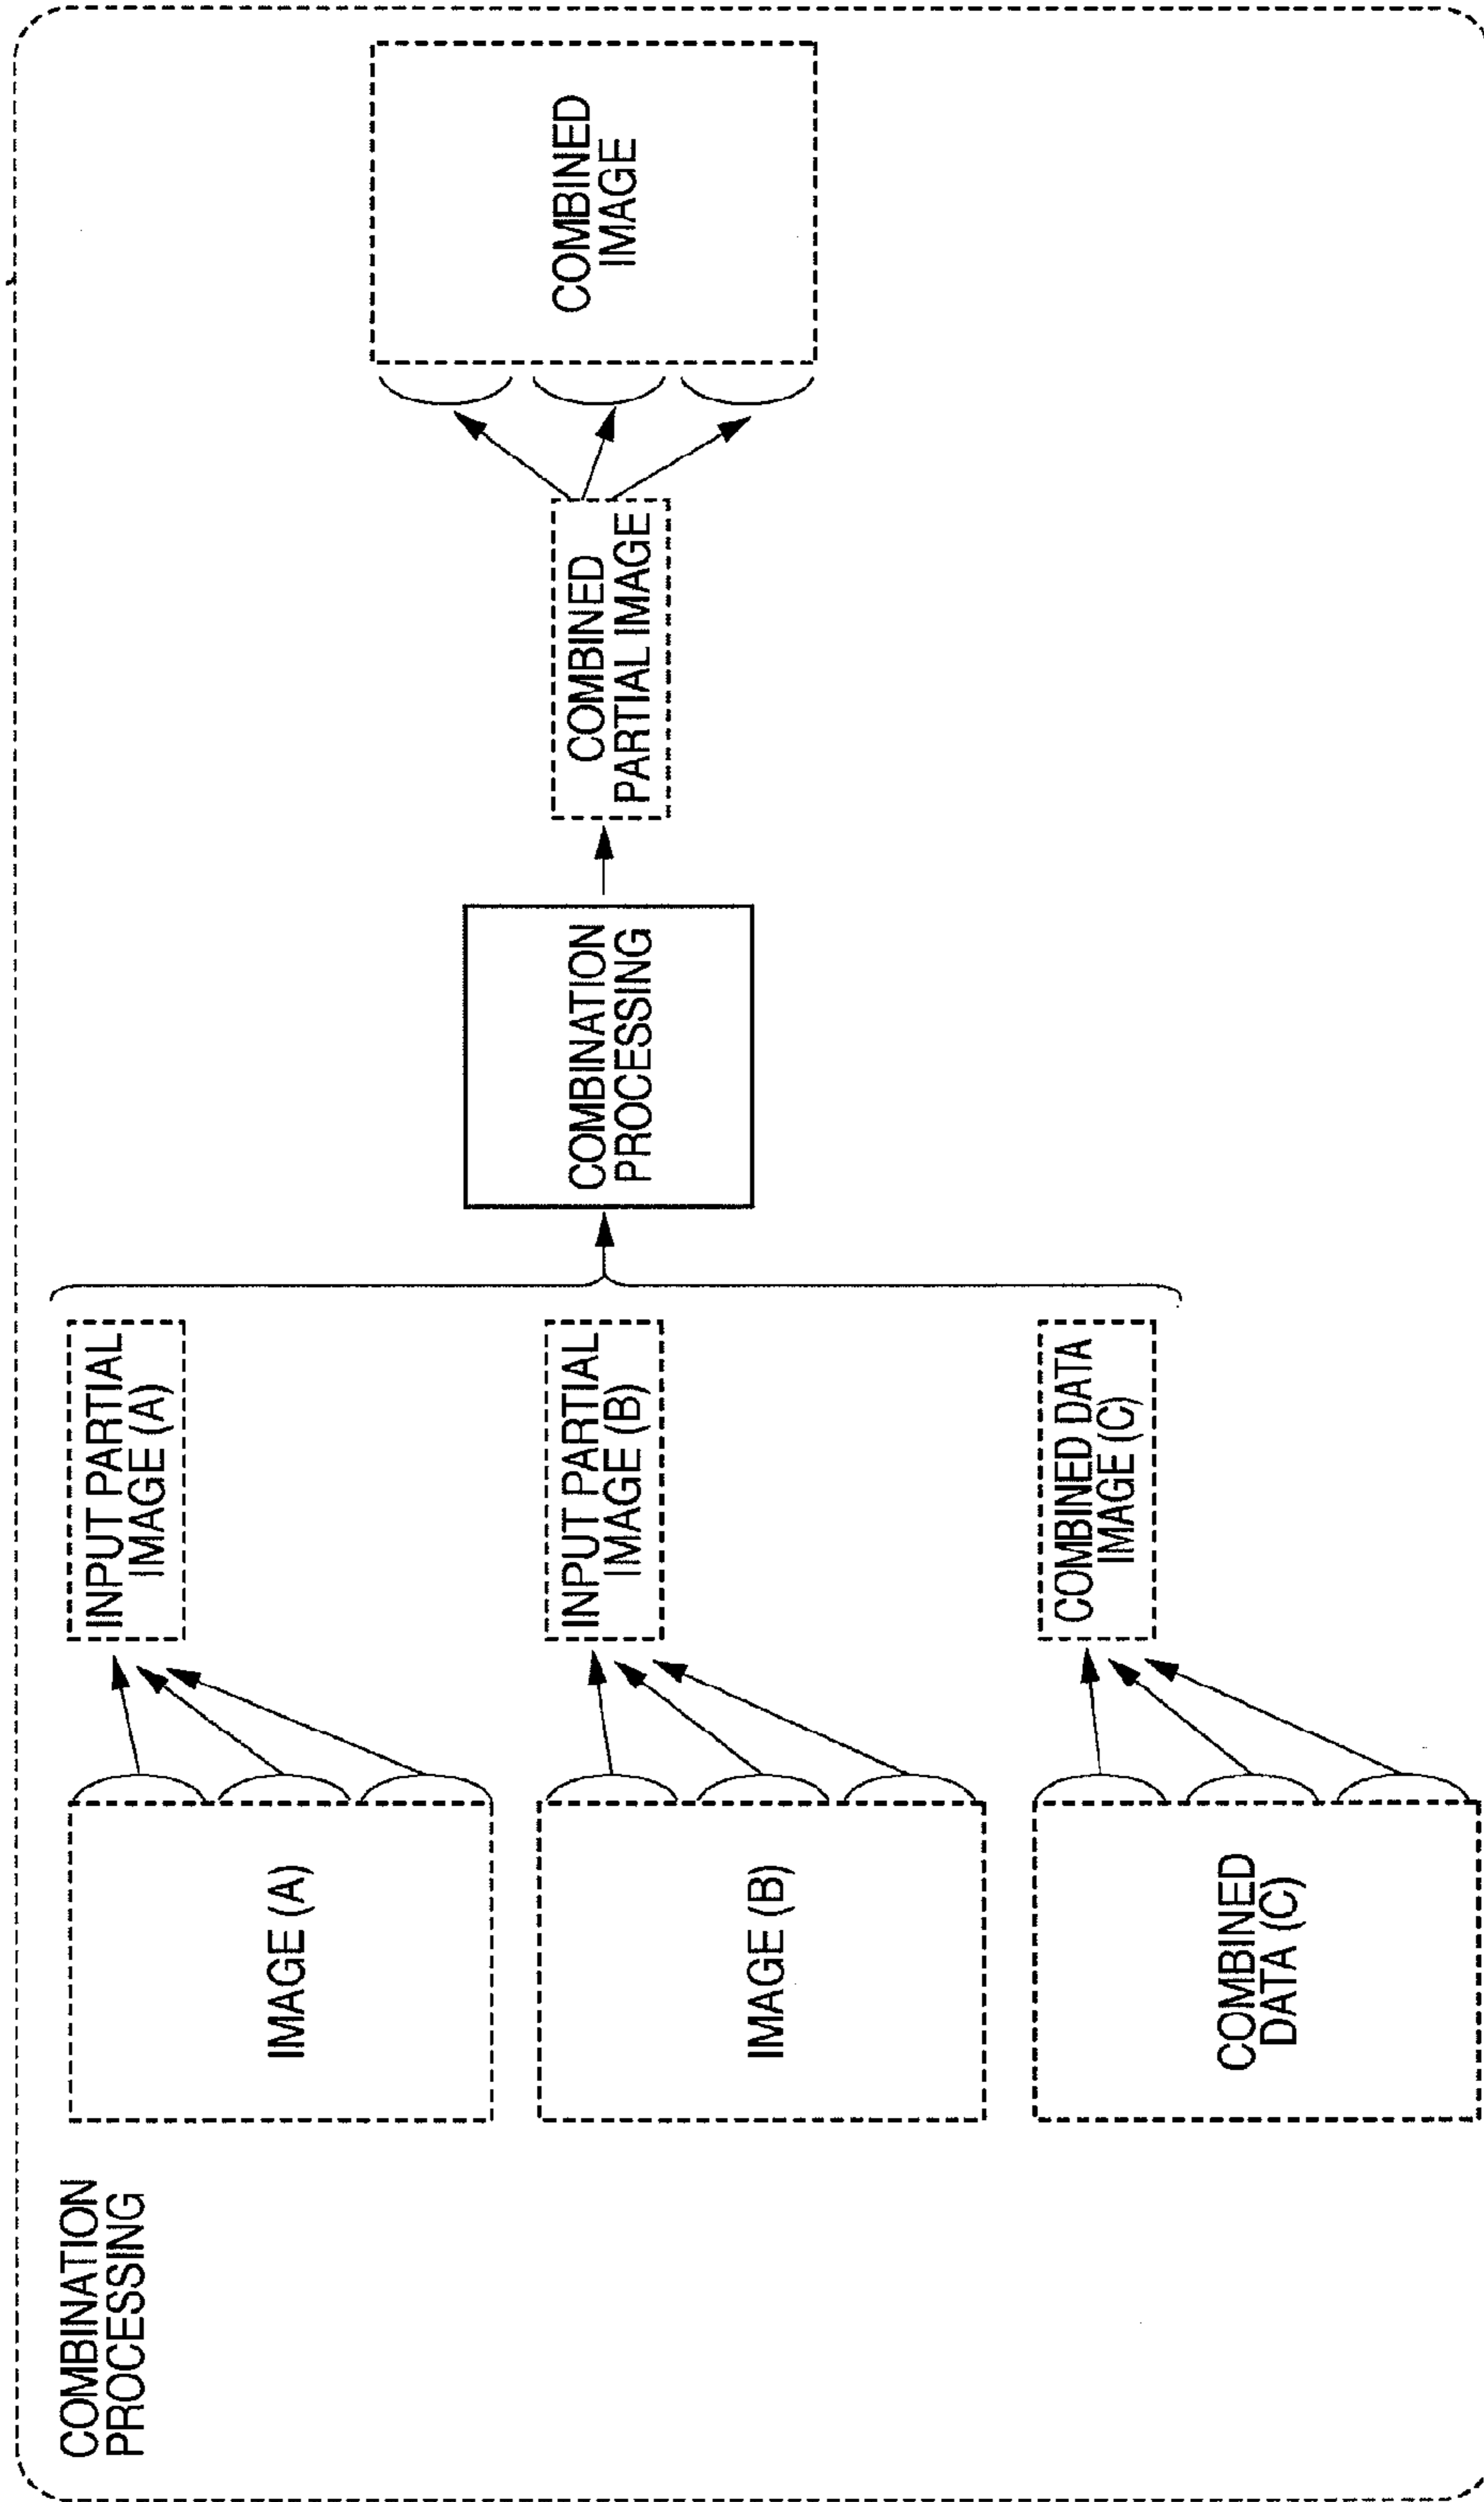 COMBINATION
PROCESSING
IMAGE (A)
INPUT PARTIAL
IMAGE (A)
IMAGE (B)
INPUT PARTIAL
IMAGE (B)
COMBINED
DATA (C)
COMBINED DATA
IMAGE (C)
COMBINATION
PROCESSING
COMBINED
PARTIAL IMAGE
COMBINED
IMAGE